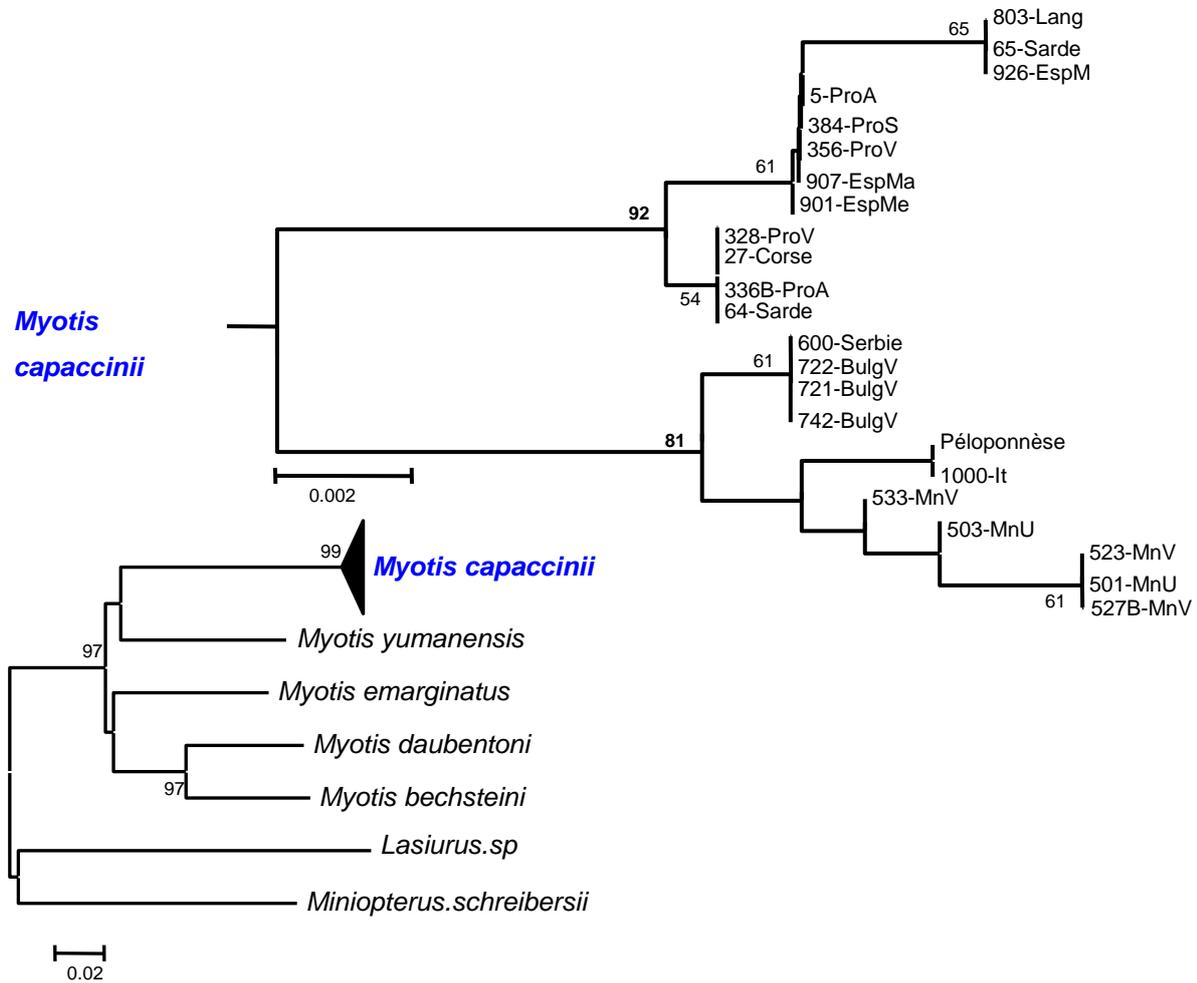 65
803-Lang
65-Sarde
926-EspM
5-ProA
384-ProS
356-ProV
61
907-EspMa
901-EspMe
92
328-ProV
27-Corse
54
336B-ProA
64-Sarde
Myotis
capaccinii
600-Serbie
61
722-BulgV
721-BulgV
742-BulgV
81
Péloponnèse
1000-It
0.002
533-MnV
503-MnU
523-MnV
501-MnU
61
527B-MnV
99
Myotis capaccinii
Myotis yumanensis
97
Myotis emarginatus
Myotis daubentoni
97
Myotis bechsteini
Lasiurus.sp
Miniopterus.schreibersii
0.02